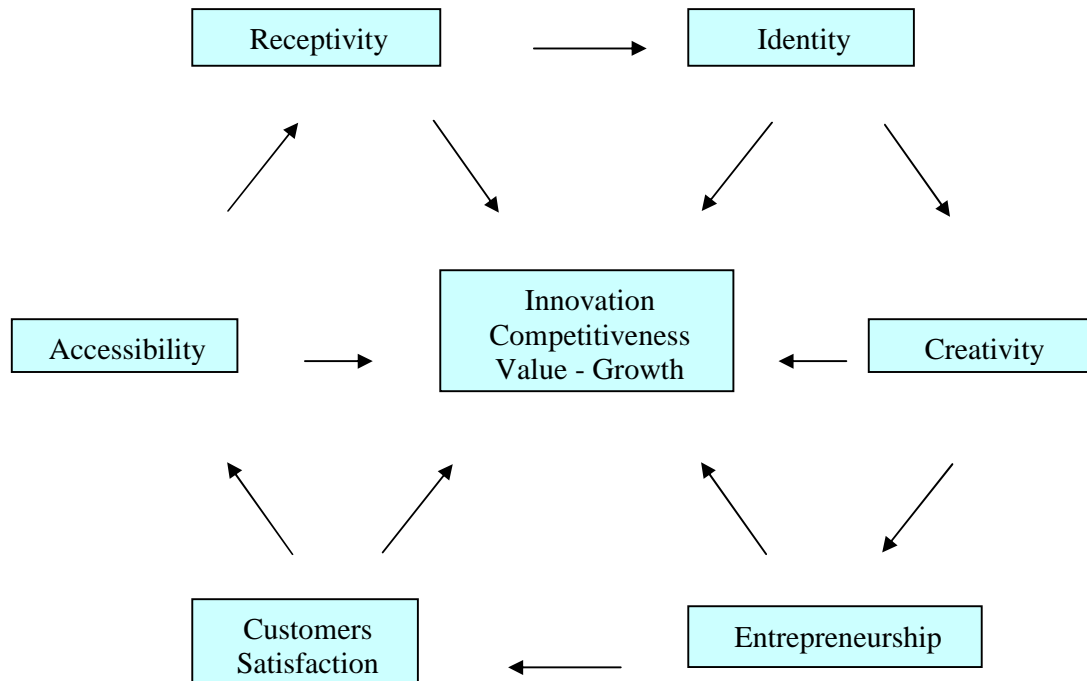 Receptivity
Identity
Innovation
Competitiveness
Value - Growth
Accessibility
Creativity
Customers
Satisfaction
Entrepreneurship